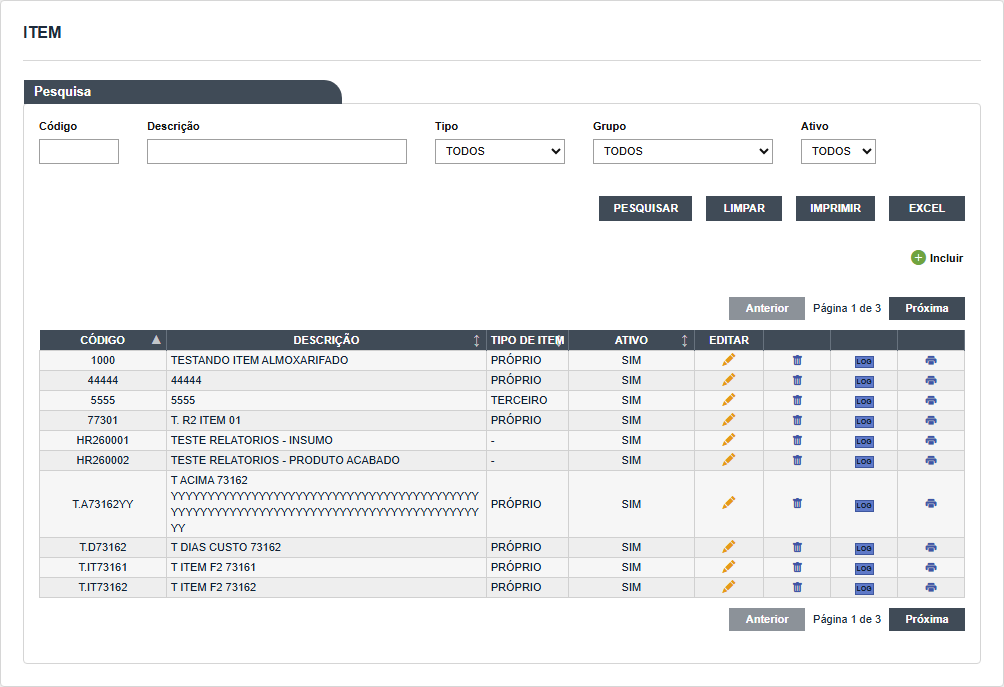 ITEM
Pesquisa
Código Descrição Tipo Grupo Ativo
TODOS TODOS TODOS
PESQUISAR LIMPAR IMPRIMIR EXCEL
Incluir
Anterior Página 1 de 3 Próxima
CÓDIGO DESCRIÇÃO TIPO DE ITEM ATIVO EDITAR
1000 TESTANDO ITEM ALMOXARIFADO PRÓPRIO SIM LOG
44444 44444 PRÓPRIO SIM LOG
5555 5555 TERCEIRO SIM LOG
77301 T. R2 ITEM 01 PRÓPRIO SIM LOG
HR260001 TESTE RELATORIOS - INSUMO - SIM LOG
HR260002 TESTE RELATORIOS - PRODUTO ACABADO - SIM LOG
T ACIMA 73162
YYYYYYYYYYYYYYYYYYYYYYYYYYYYYYYYYYYYYYYYYYY
T.A73162YY PRÓPRIO SIM LOG
YYYYYYYYYYYYYYYYYYYYYYYYYYYYYYYYYYYYYYYYYYY
YY
T.D73162 T DIAS CUSTO 73162 PRÓPRIO SIM LOG
T.IT73161 T ITEM F2 73161 PRÓPRIO SIM LOG
T.IT73162 T ITEM F2 73162 PRÓPRIO SIM LOG
Anterior Página 1 de 3 Próxima